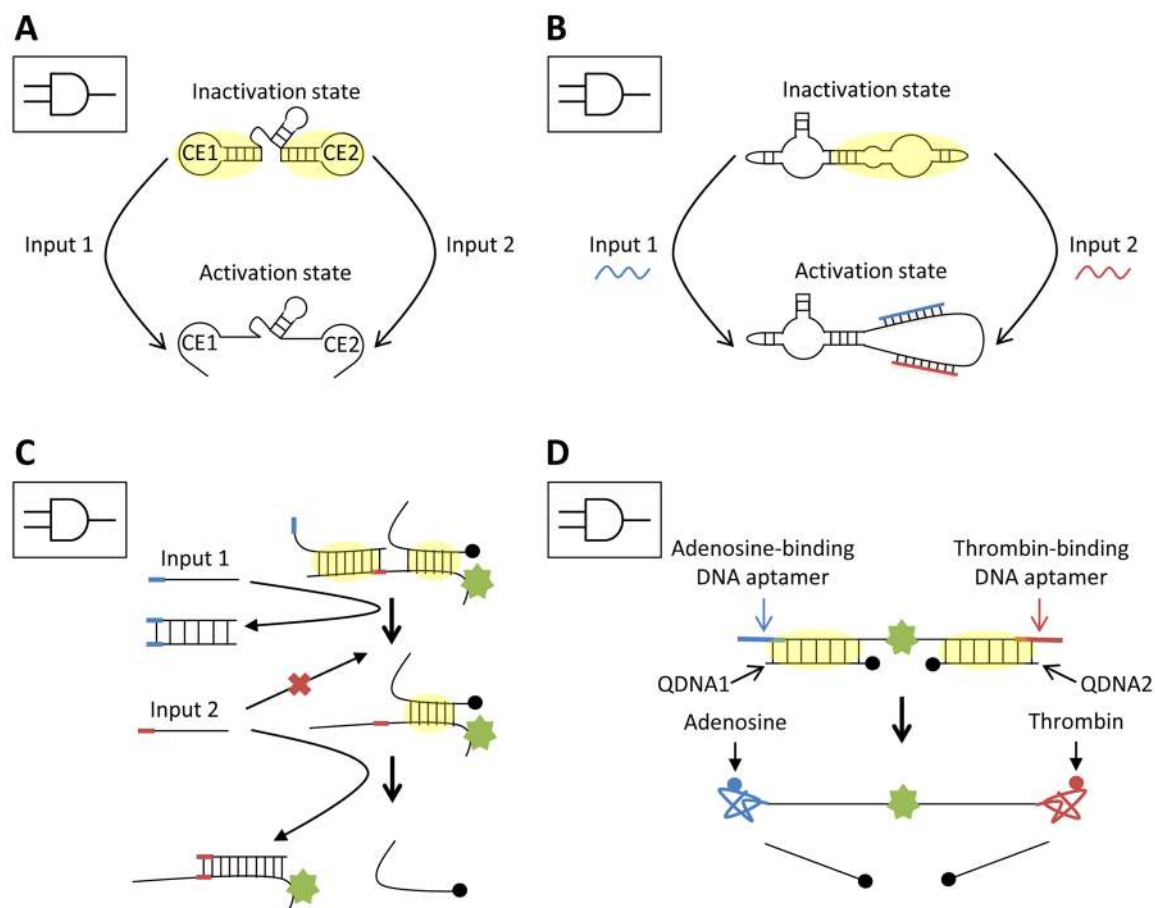 A
Inactivation state
CE1
CE2
Input 1
Input 2
Activation state
CE1
CE2
B
Inactivation state
Input 1
Input 2
Activation state
C
Input 1
Input 2
D
Adenosine-binding
DNA aptamer
Thrombin-binding
DNA aptamer
QDNA1
QDNA2
Adenosine
Thrombin